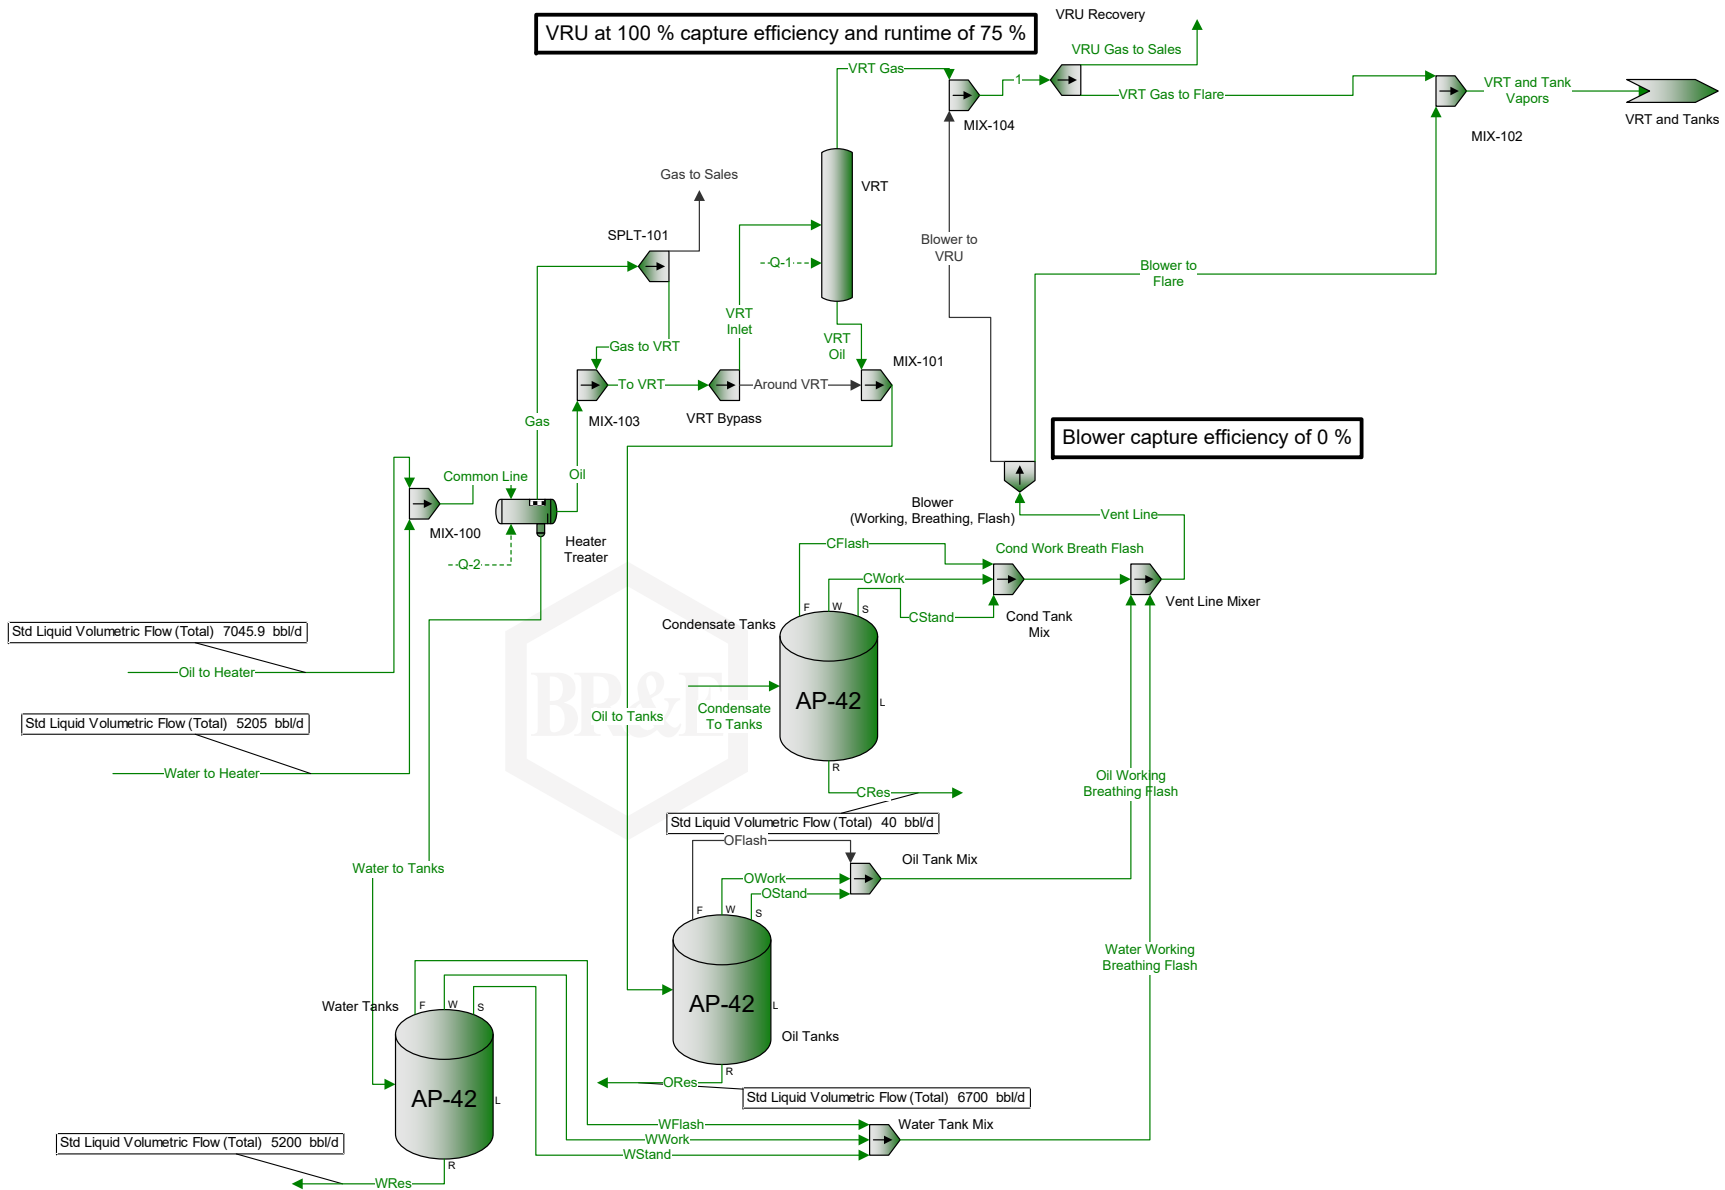 VRU Recovery
VRU at 100 % capture efficiency and runtime of 75 %
VRU Gas to Sales
VRT Gas
1
VRT Gas to Flare
VRT and Tank
Vapors
VRT and Tanks
MIX-104
MIX-102
Gas to Sales
VRT
SPLT-101
Blower to
VRU
Q-1
Blower to
Flare
VRT
Inlet
Gas to VRT
VRT
Oil
MIX-101
To VRT
Around VRT
MIX-103
VRT Bypass
Gas
Blower capture efficiency of 0 %
Common Line
Oil
MIX-100
Heater
Treater
Q-2
Blower
(Working, Breathing, Flash)
Vent Line
CFlash
Cond Work Breath Flash
CWork
F
W
S
CStand
Cond Tank
Mix
Vent Line Mixer
Condensate Tanks
Std Liquid Volumetric Flow (Total) 7045.9 bbl/d
Oil to Heater
BR&E
AP-42
L
Condensate
To Tanks
Oil to Tanks
Std Liquid Volumetric Flow (Total) 5205 bbl/d
Water to Heater
R
CRes
Oil Working
Breathing Flash
Std Liquid Volumetric Flow (Total) 40 bbl/d
OFlash
Oil Tank Mix
Water to Tanks
OWork
OStand
F
W
S
Water Working
Breathing Flash
AP-42
L
Oil Tanks
Water Tanks
F
W
S
R
ORes
Std Liquid Volumetric Flow (Total) 6700 bbl/d
AP-42
L
WFlash
Water Tank Mix
WWork
WStand
Std Liquid Volumetric Flow (Total) 5200 bbl/d
R
WRes